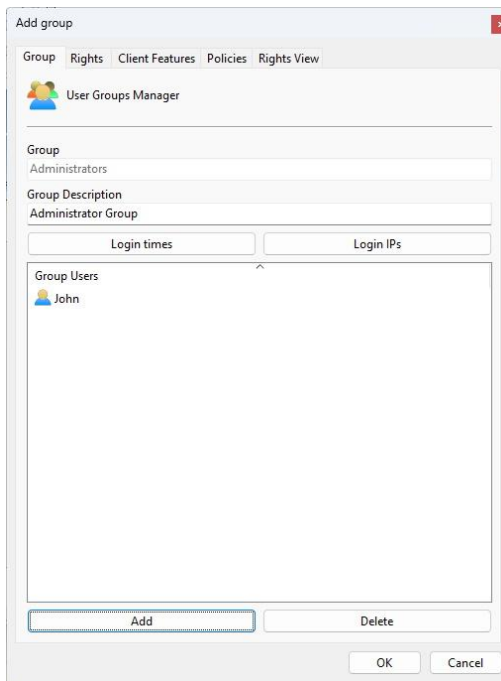 Add group
Group Rights Client Features Policies Rights View
User Groups Manager
Group
Administrators
Group Description
Administrator Group
Login times Login IPs
Group Users
John
Add Delete
OK Cancel